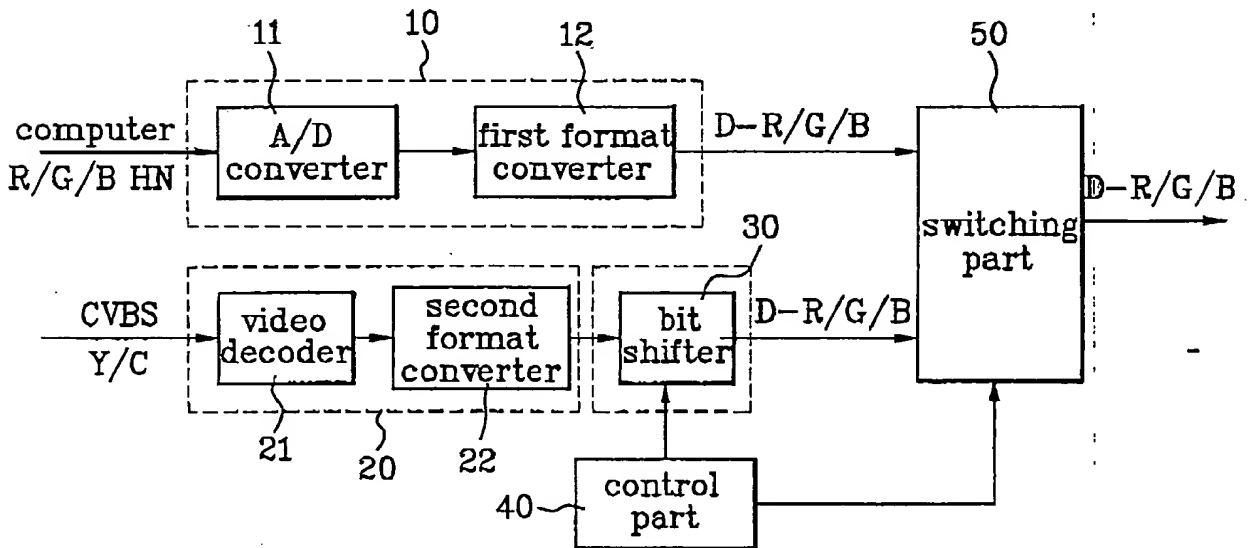 11
10
12
50
computer
R/G/B HN
A/D
converter
first format
converter
D-R/G/B
D-R/G/B
switching
part
30
CVBS
Y/C
video
decoder
second
format
converter
bit
shifter
D-R/G/B
21
20
22
40
control
part